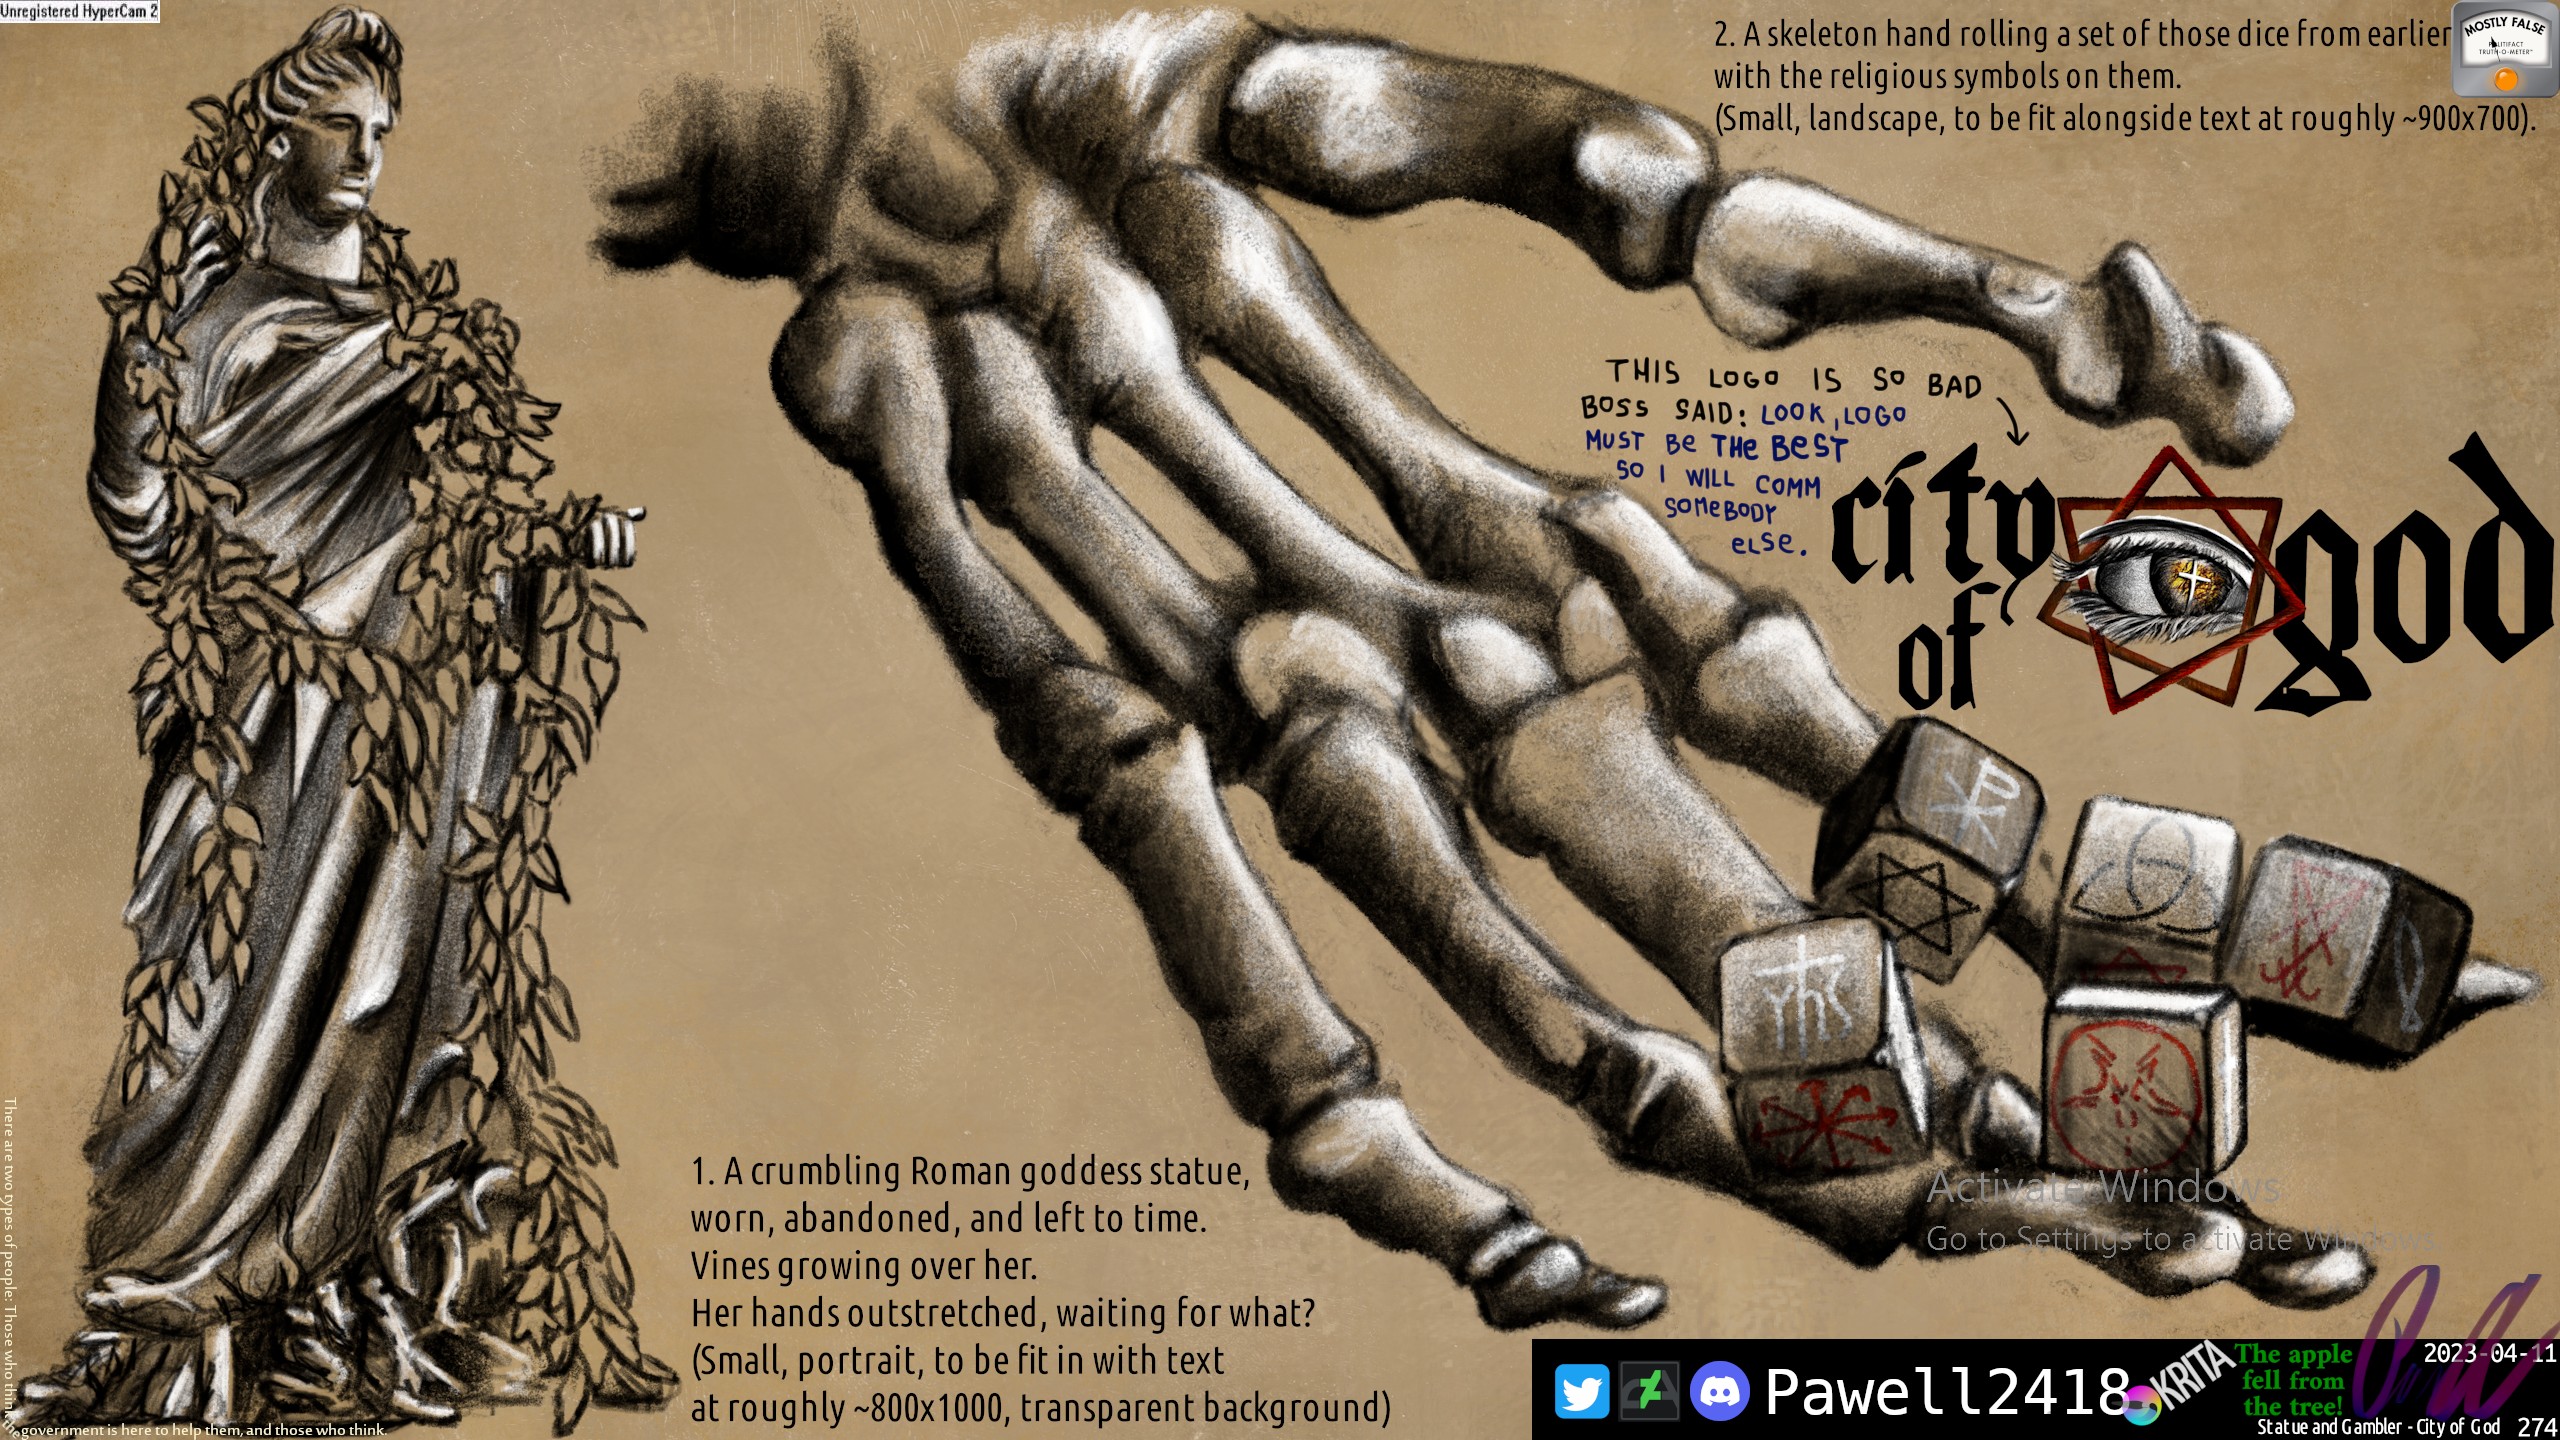 Unregistered HyperCam 2
2. A skeleton hand rolling a set of those dice from earlier
with the religious symbols on them.
(Small, landscape, to be fit alongside text at roughly ~900x700).
MOSTLY FALSE
POLITIFACT
TRUTH-O-METER™
THIS LOGO IS SO BAD
BOSS SAID: LOOK, LOGO
MUST Be THe BeST
SO I WILL COMM
SOMeBODY
eLSe.
city
of
god
yhs
1. A crumbling Roman goddess statue,
worn, abandoned, and left to time.
Vines growing over her.
Her hands outstretched, waiting for what?
(Small, portrait, to be fit in with text
at roughly ~800x1000, transparent background)
Activate Windows
Go to Settings to activate Windows.
Pawell2418
KRITA
The apple
fell from
the tree!
2023-04-11
Statue and Gambler - City of God 274
There are two types of people: Those who think the
government is here to help them, and those who think.